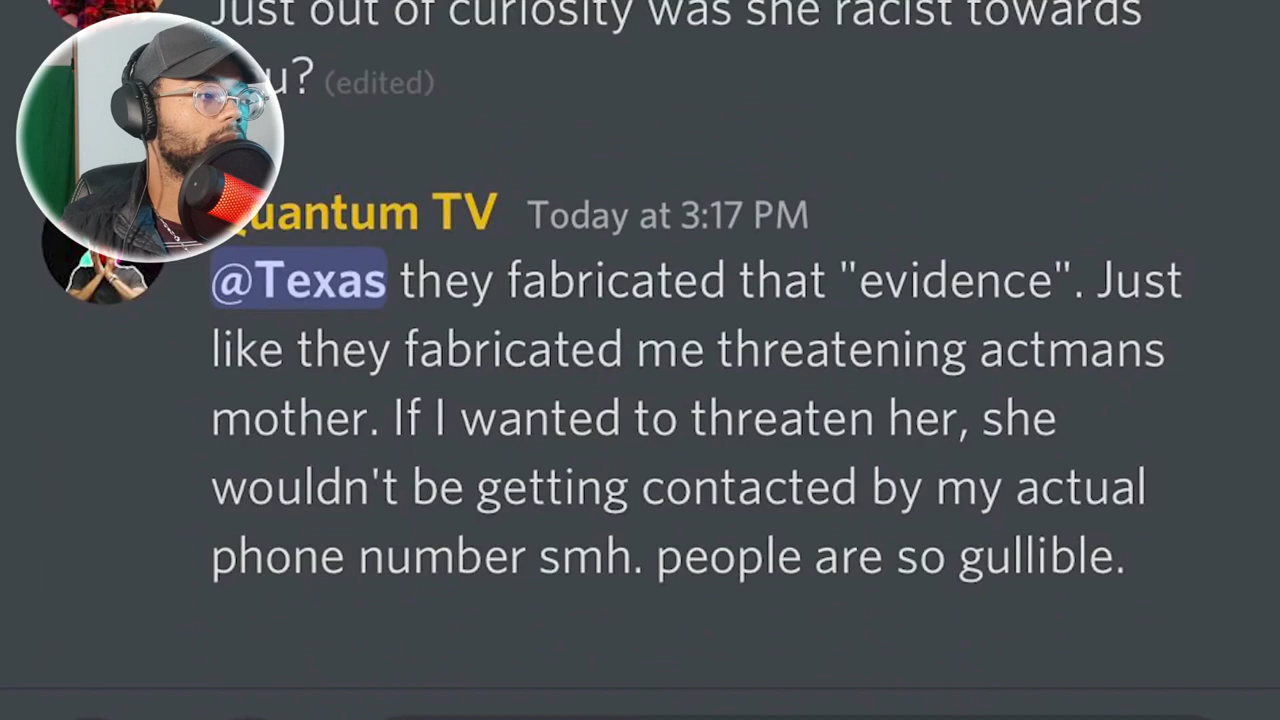 Just out of curiosity was she racist towards
u? (edited)
Quantum TV Today at 3:17 PM
@Texas they fabricated that "evidence". Just
like they fabricated me threatening actmans
mother. If I wanted to threaten her, she
wouldn't be getting contacted by my actual
phone number smh. people are so gullible.